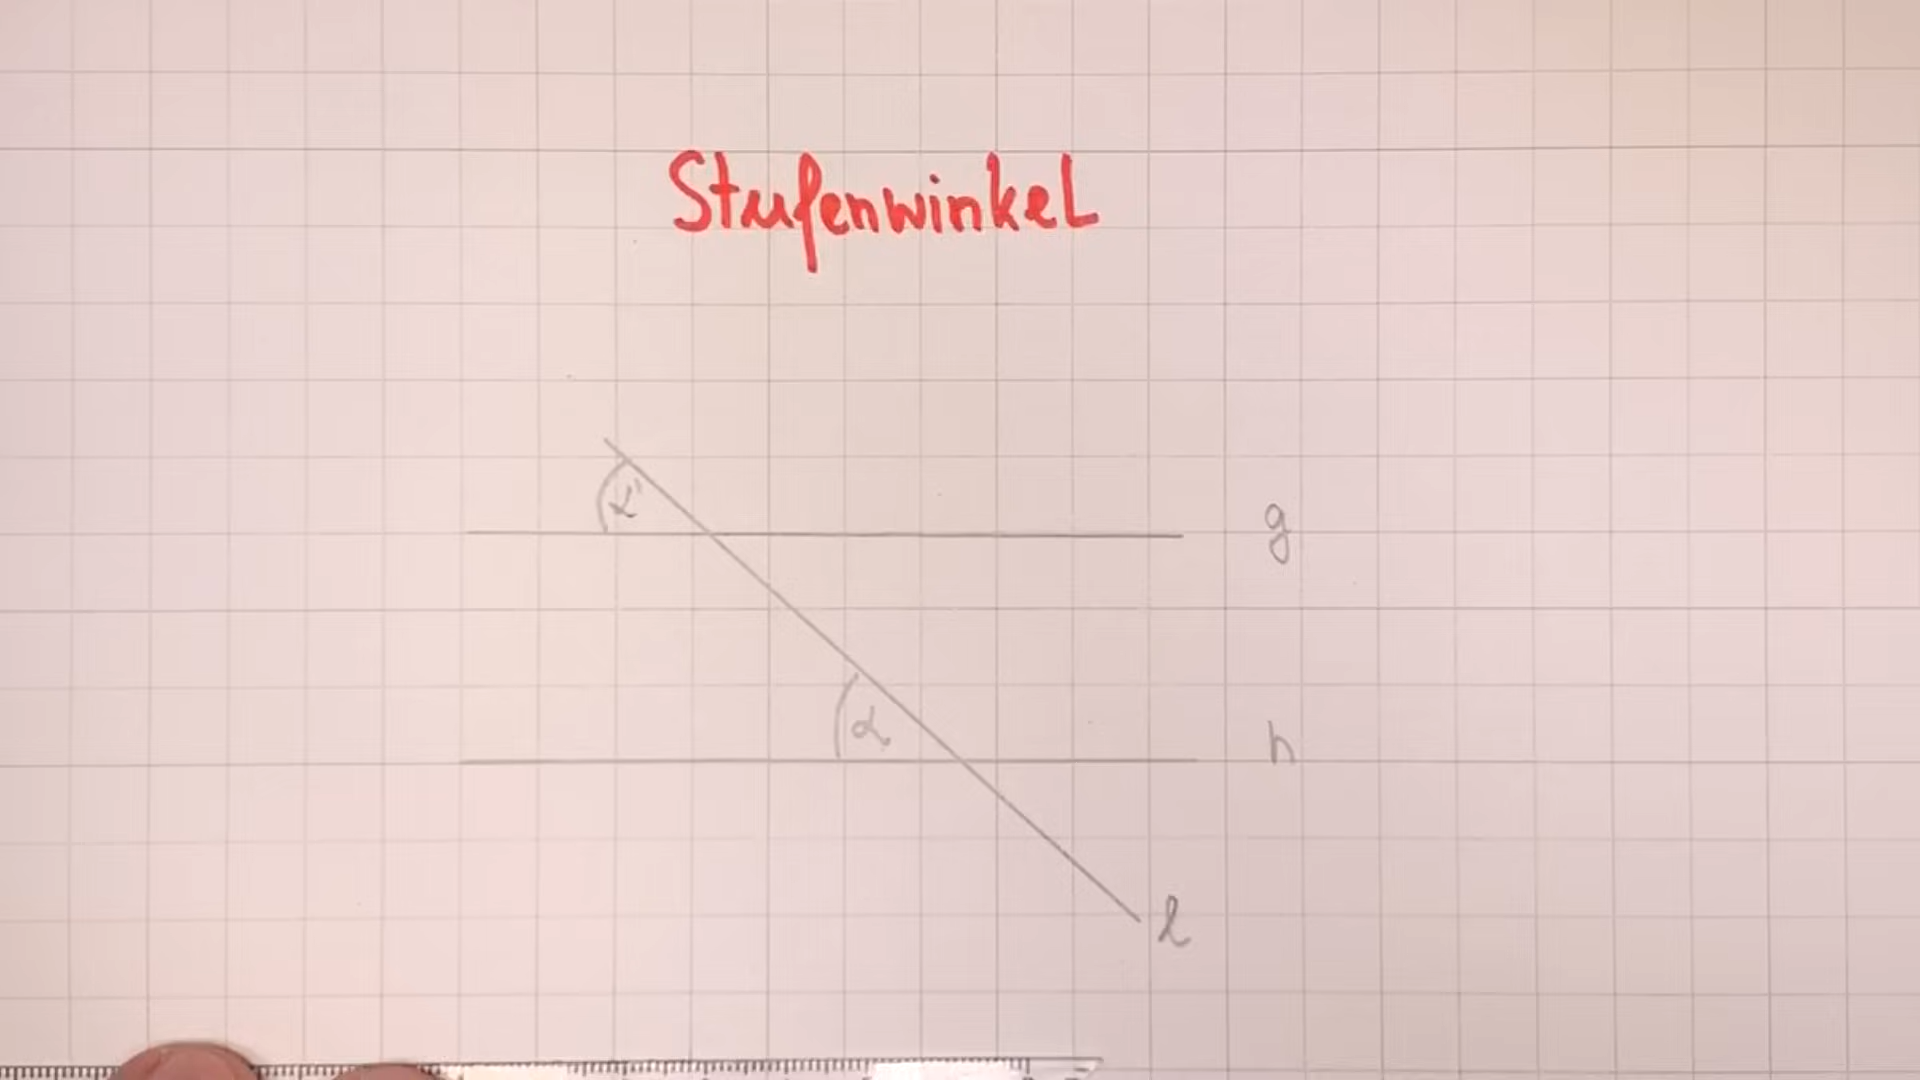 Stufenwinkel
α'
g
α
h
l